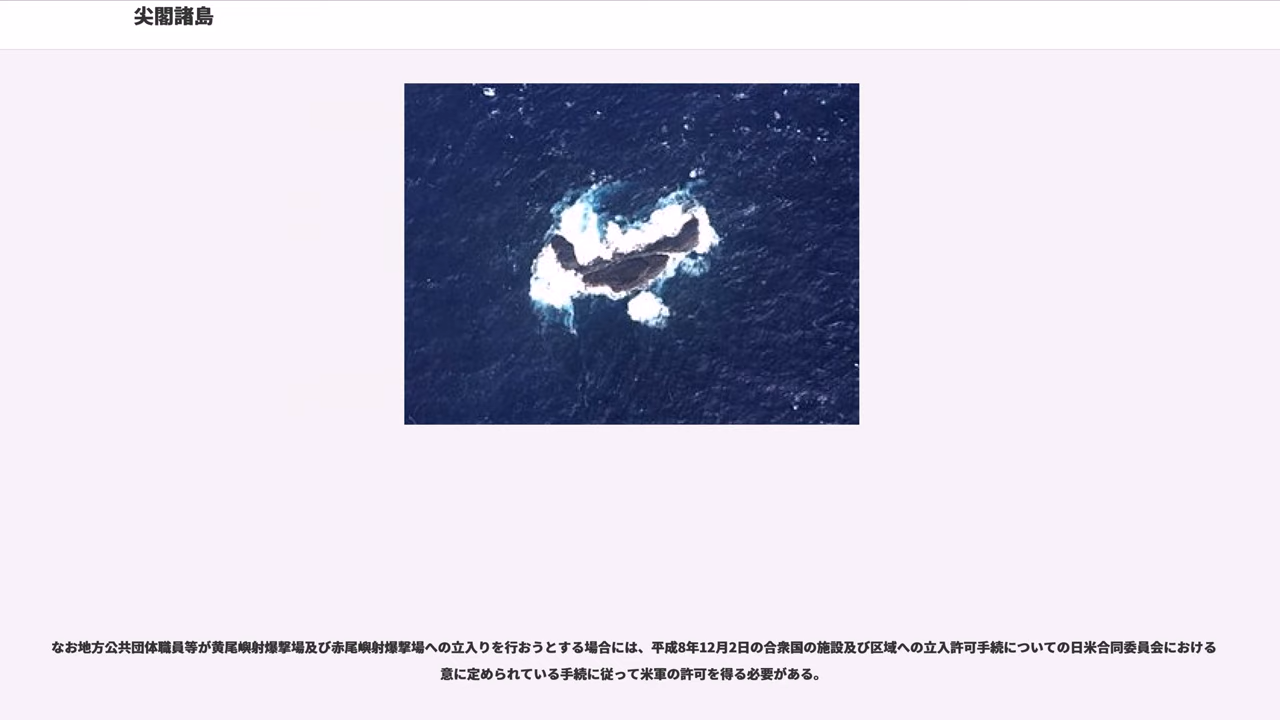 尖閣諸島
なお地方公共団体職員等が黄尾嶼射爆撃場及び赤尾嶼射爆撃場への立入りを行おうとする場合には、平成8年12月2日の合衆国の施設及び区域への立入許可手続についての日米合同委員会における
意に定められている手続に従って米軍の許可を得る必要がある。